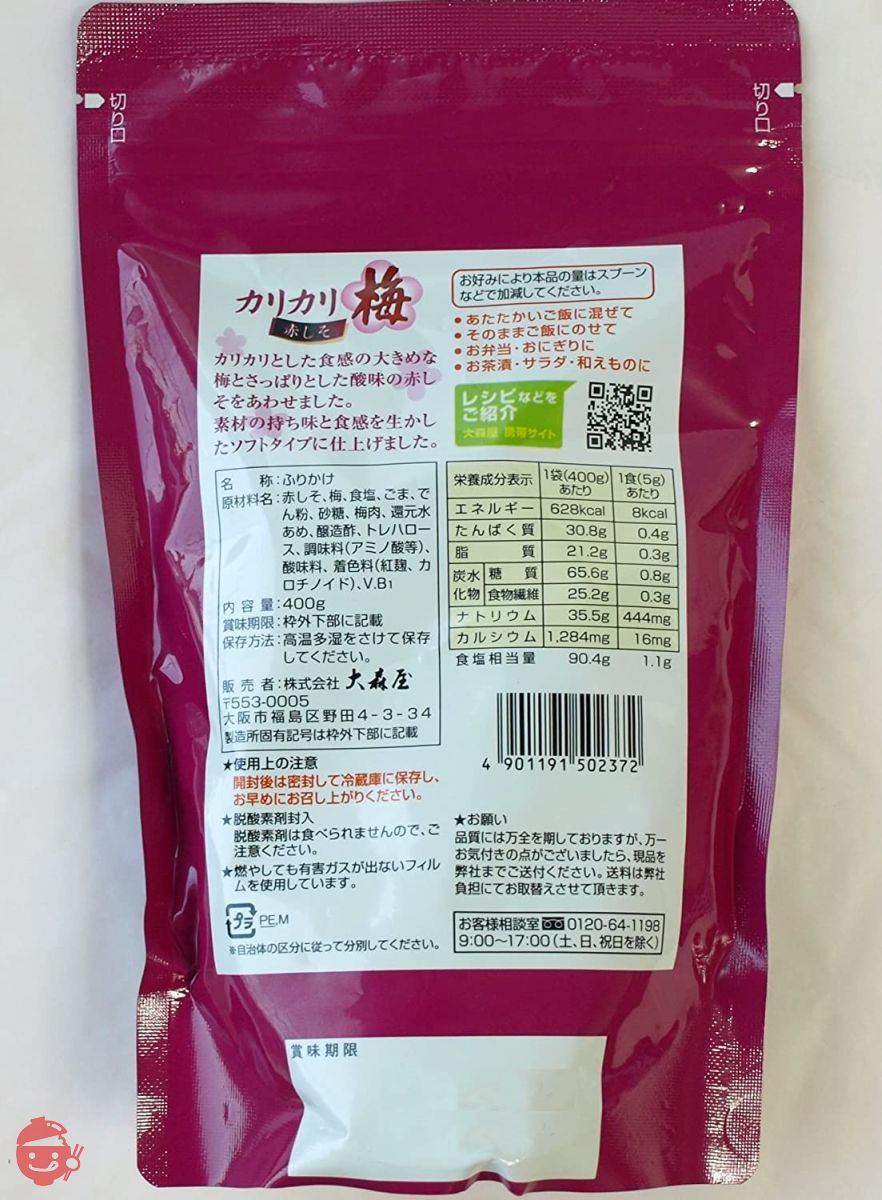 切り口
切り口
カリカリ梅
赤しそ
カリカリとした食感の大きめな
梅とさっぱりとした酸味の赤し
そをあわせました。
素材の持ち味と食感を生かし
たソフトタイプに仕上げました。
お好みにより本品の量はスプーン
などで加減してください。
•あたたかいご飯に混ぜて
•そのままご飯にのせて
•お弁当・おにぎりに
•お茶漬・サラダ・和えものに
レシピなどを
ご紹介
大森屋 携帯サイト
名 称:ふりかけ
原材料名:赤しそ、梅、食塩、ごま、で
ん粉、砂糖、梅肉、還元水
あめ、醸造酢、トレハロー
ス、調味料(アミノ酸等)、
酸味料、着色料(紅麹、カ
ロチノイド)、V.B1
内容量:400g
賞味期限:枠外下部に記載
保存方法:高温多湿をさけて保存
してください。
販売者:株式会社 大森屋
〒553-0005
大阪市福島区野田4-3-34
製造所固有記号は枠外下部に記載
栄養成分表示 1袋(400g)あたり 1食(5g)あたり
エネルギー 628kcal 8kcal
たんぱく質 30.8g 0.4g
脂質 21.2g 0.3g
炭水化物 糖質 65.6g 0.8g
食物繊維 25.2g 0.3g
ナトリウム 35.5g 444mg
カルシウム 1,284mg 16mg
食塩相当量 90.4g 1.1g
4 901191 502372
★使用上の注意
開封後は密封して冷蔵庫に保存し、
お早めにお召し上がりください。
★脱酸素剤封入
脱酸素剤は食べられませんので、ご
注意ください。
★燃やしても有害ガスが出ないフィル
ムを使用しています。
プラ PE,M
※自治体の区分に従って分別してください。
★お願い
品質には万全を期しておりますが、万一
お気付きの点がございましたら、現品を
弊社までご送付ください。送料は弊社
負担にてお取替えさせて頂きます。
お客様相談室 0120-64-1198
9:00〜17:00(土、日、祝日を除く)
賞味期限